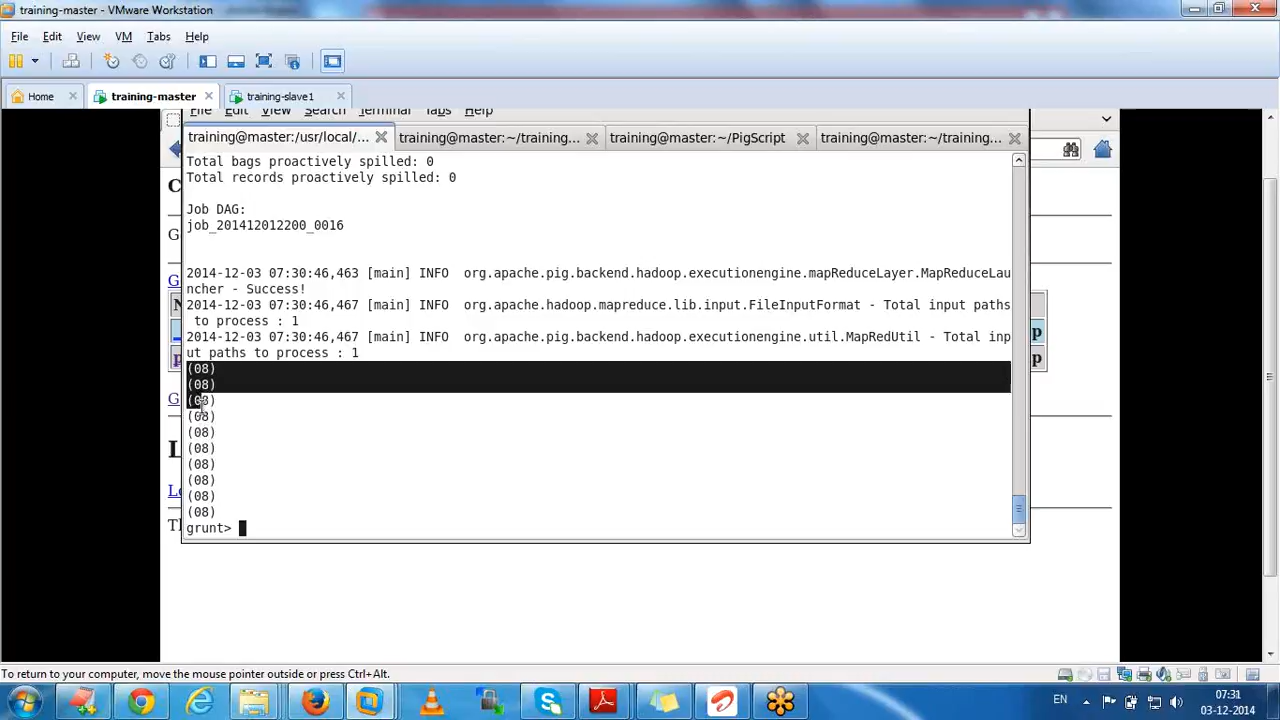 training-master - VMware Workstation
File Edit View VM Tabs Help
Home training-master training-slave1
File Edit View Search Terminal Tabs Help
training@master:/usr/local/... training@master:~/training... training@master:~/PigScript training@master:~/training...
Total bags proactively spilled: 0
Total records proactively spilled: 0
Job DAG:
job_201412012200_0016
2014-12-03 07:30:46,463 [main] INFO org.apache.pig.backend.hadoop.executionengine.mapReduceLayer.MapReduceLau
ncher - Success!
2014-12-03 07:30:46,467 [main] INFO org.apache.hadoop.mapreduce.lib.input.FileInputFormat - Total input paths
to process : 1
2014-12-03 07:30:46,467 [main] INFO org.apache.pig.backend.hadoop.executionengine.util.MapRedUtil - Total inp
ut paths to process : 1
(08)
(08)
(08)
(08)
(08)
(08)
(08)
(08)
(08)
(08)
grunt>
To return to your computer, move the mouse pointer outside or press Ctrl+Alt.
EN
07:31
03-12-2014